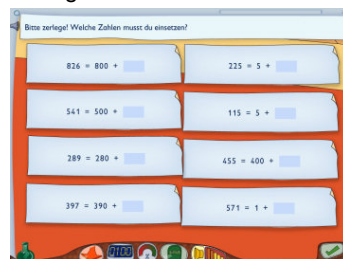 Bitte zerlege! Welche Zahlen musst du einsetzen?
826 = 800 +
225 = 5 +
541 = 500 +
115 = 5 +
289 = 280 +
455 = 400 +
397 = 390 +
571 = 1 +
0100